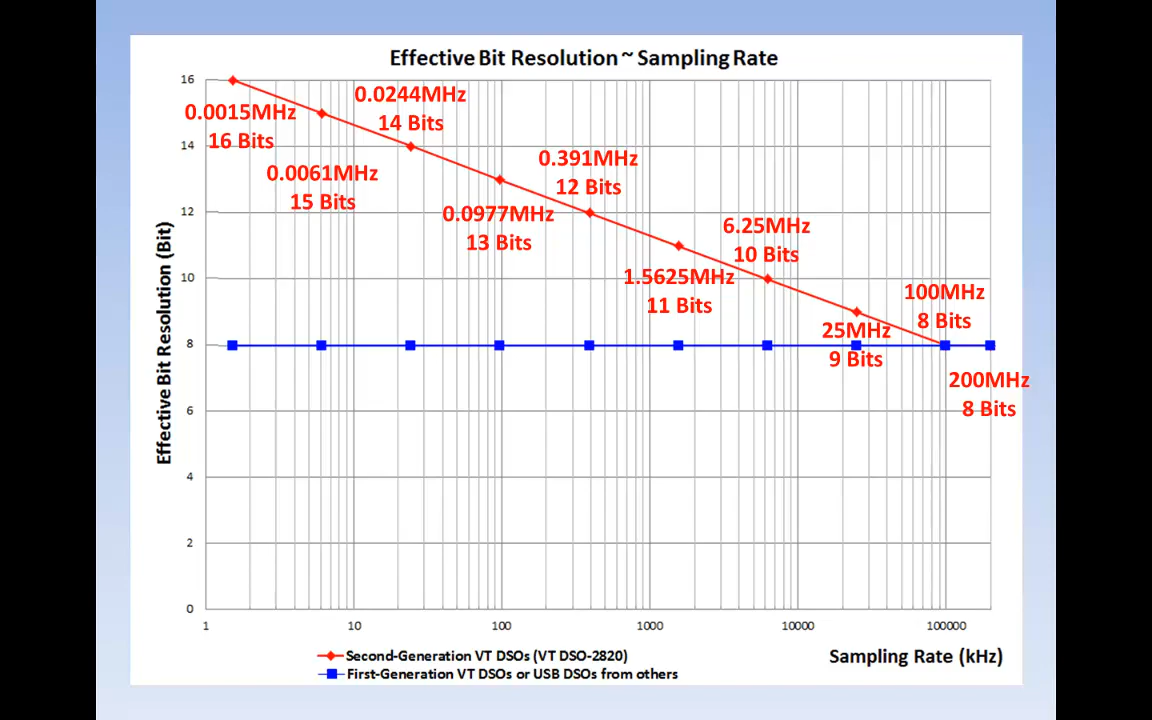 Effective Bit Resolution ~ Sampling Rate
16
14
12
10
8
6
4
2
0
Effective Bit Resolution (Bit)
0.0015MHz
16 Bits
0.0244MHz
14 Bits
0.0061MHz
15 Bits
0.391MHz
12 Bits
0.0977MHz
13 Bits
6.25MHz
10 Bits
1.5625MHz
11 Bits
100MHz
8 Bits
25MHz
9 Bits
200MHz
8 Bits
1
10
100
1000
10000
100000
Sampling Rate (kHz)
Second-Generation VT DSOs (VT DSO-2820)
First-Generation VT DSOs or USB DSOs from others